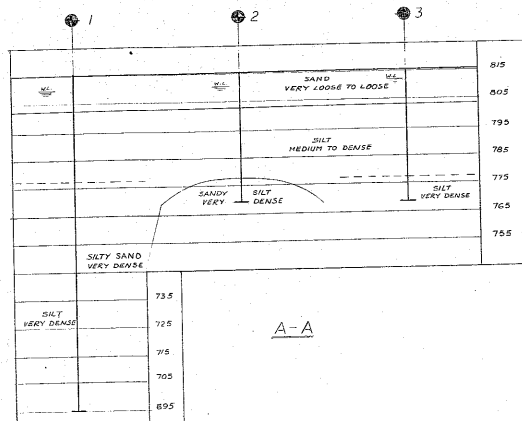 1
2
3
815
SAND
VERY LOOSE TO LOOSE
W.L.
W.L.
W.L.
805
795
SILT
MEDIUM TO DENSE
785
775
SANDY SILT
VERY DENSE
SILT
VERY DENSE
765
755
SILTY SAND
VERY DENSE
735
SILT
VERY DENSE
725
A-A
715
705
695